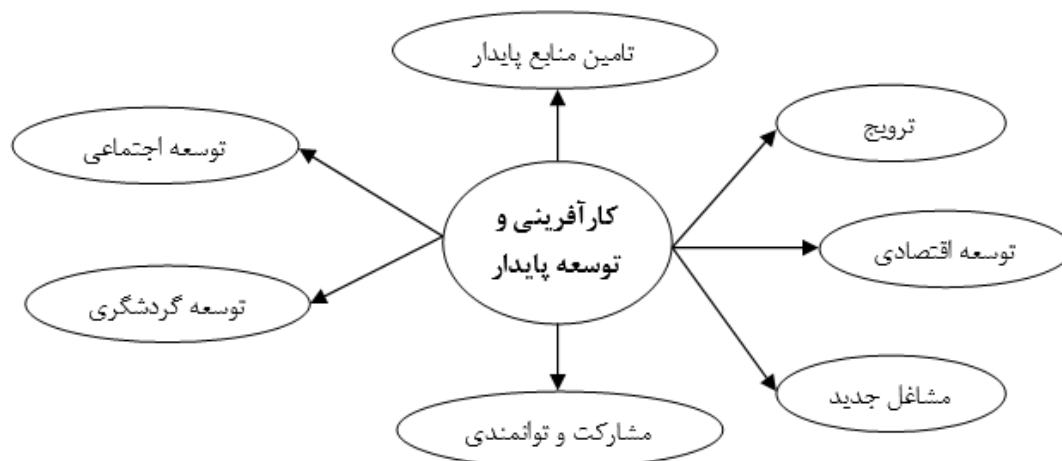 تامین منابع پایدار
ترویج
توسعه اجتماعی
کارآفرینی و
توسعه پایدار
توسعه اقتصادی
توسعه گردشگری
مشاغل جدید
مشارکت و توانمندی